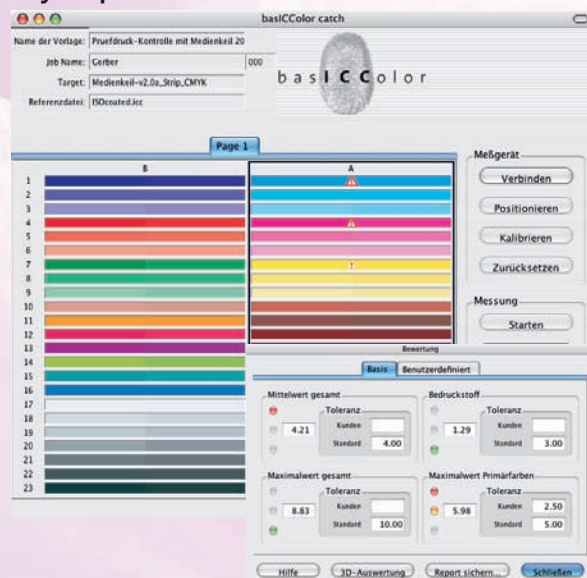 basICColor catch
Name der Vorlage: Pruefdruck-Kontrolle mit Medienkeil 20
Job Name: Gerber 000
Target: Medienkeil-v2.0a_Strip_CMYK
Referenzdatei: ISOcoated.icc
basICColor
Page 1
B A
1
2
3
4
5
6
7
8
9
10
11
12
13
14
15
16
17
18
19
20
21
22
23
Meßgerät
Verbinden
Positionieren
Kalibrieren
Zurücksetzen
Messung
Starten
Bewertung
Basis Benutzerdefiniert
Mittelwert gesamt
Toleranz
Kunden
4.21
Standard 4.00
Bedruckstoff
Toleranz
Kunden
1.29
Standard 3.00
Maximalwert gesamt
Toleranz
Kunden
8.83
Standard 10.00
Maximalwert Primärfarben
Toleranz
Kunden 2.50
5.98
Standard 5.00
Hilfe 3D-Auswertung Report sichern... Schließen